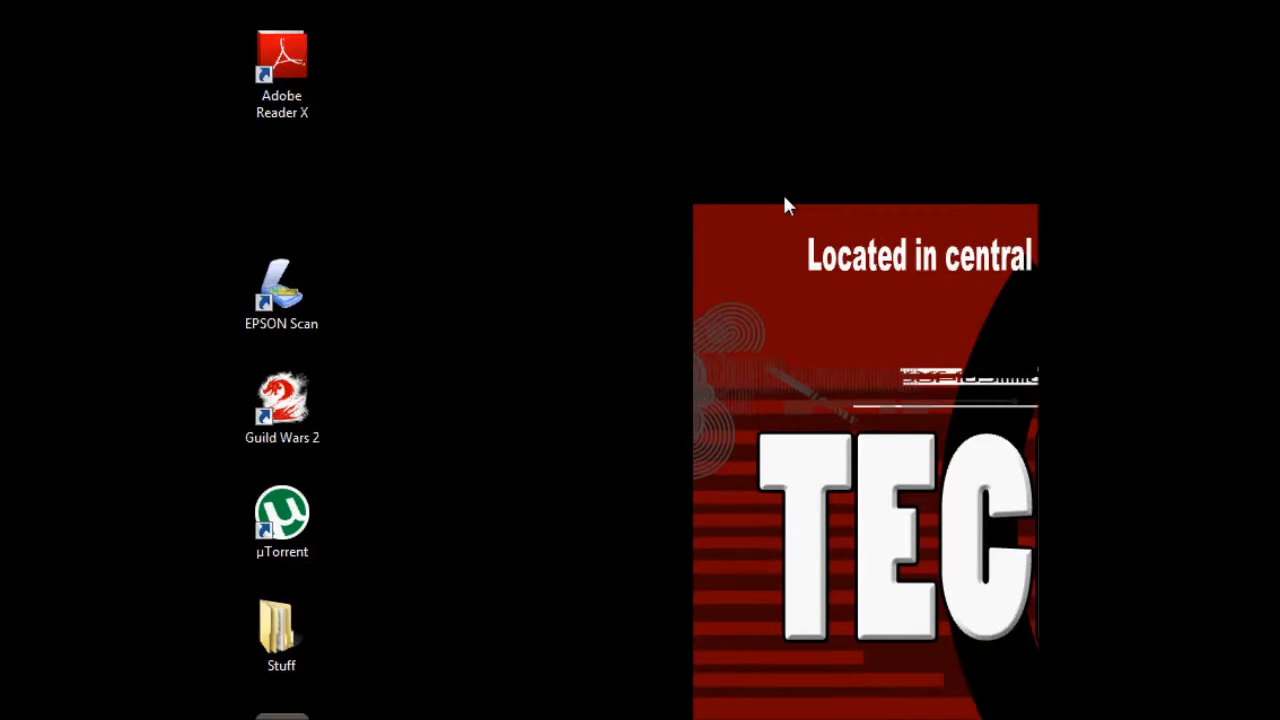 Adobe
Reader X
EPSON Scan
Guild Wars 2
µTorrent
Stuff
Located in central
TEC